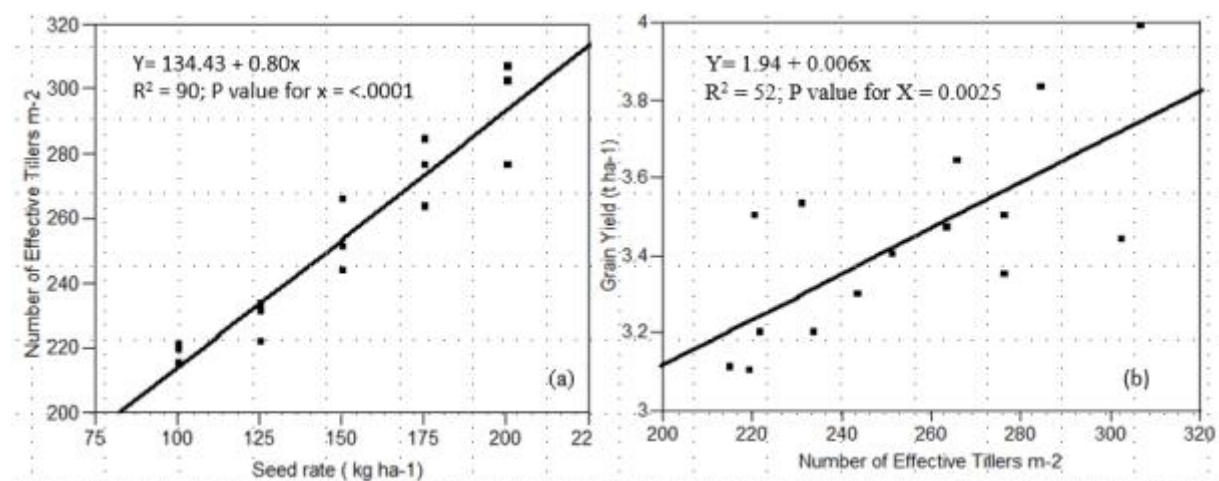 Y= 134.43 + 0.80x
R² = 90; P value for x = <.0001
320
300
280
260
240
220
200
Number of Effective Tillers m-2
(a)
75 100 125 150 175 200 22
Seed rate ( kg ha-1)
Y= 1.94 + 0.006x
R² = 52; P value for X = 0.0025
4
3.8
3.6
3.4
3.2
3
Grain Yield (t ha-1)
(b)
200 220 240 260 280 300 320
Number of Effective Tillers m-2